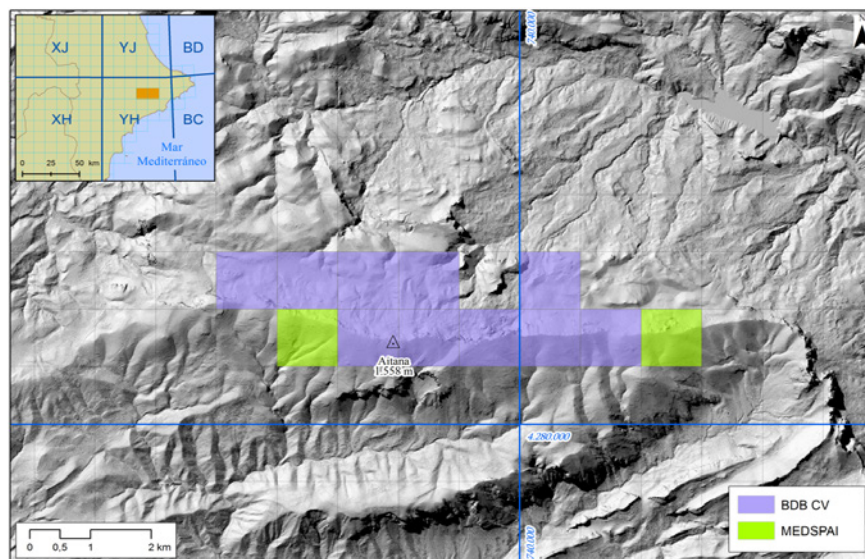 XJ
YJ
BD
XH
YH
BC
Mar
Mediterráneo
0
25
50
km
740.000
Aitana
1.558 m
4.280.000
0
0,5
1
2 km
740.000
BDB CV
MEDSPAI